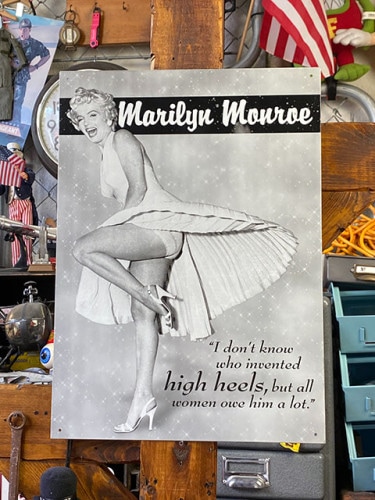 Marilyn Monroe
"I don't know
who invented
high heels, but all
women owe him a lot."